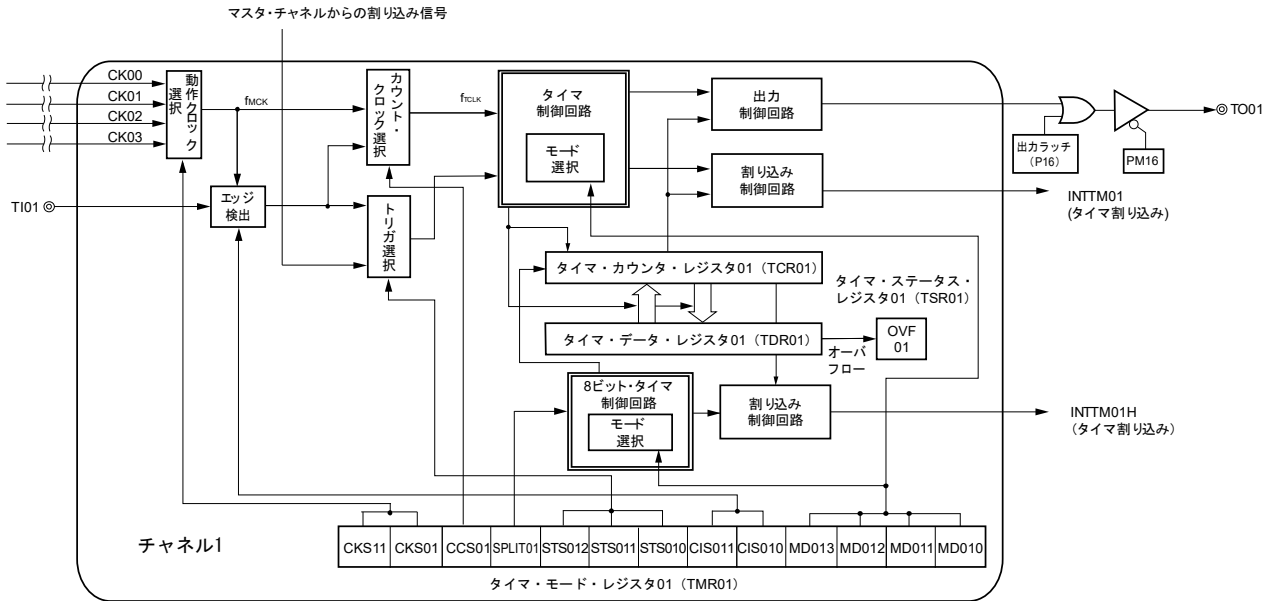 マスタ・チャネルからの割り込み信号
CK00
CK01
CK02
CK03
動作クロック
選択
fMCK
カウント・
クロック選択
fTCLK
タイマ
制御回路
モード
選択
出力
制御回路
出力ラッチ
(P16)
PM16
TO01
割り込み
制御回路
INTTM01
(タイマ割り込み)
TI01
エッジ
検出
トリガ選択
タイマ・カウンタ・レジスタ01(TCR01)
タイマ・ステータス・
レジスタ01(TSR01)
タイマ・データ・レジスタ01(TDR01)
オーバ
フロー
OVF
01
8ビット・タイマ
制御回路
モード
選択
割り込み
制御回路
INTTM01H
(タイマ割り込み)
チャネル1
CKS11 CKS01 CCS01 SPLIT01 STS012 STS011 STS010 CIS011 CIS010 MD013 MD012 MD011 MD010
タイマ・モード・レジスタ01(TMR01)